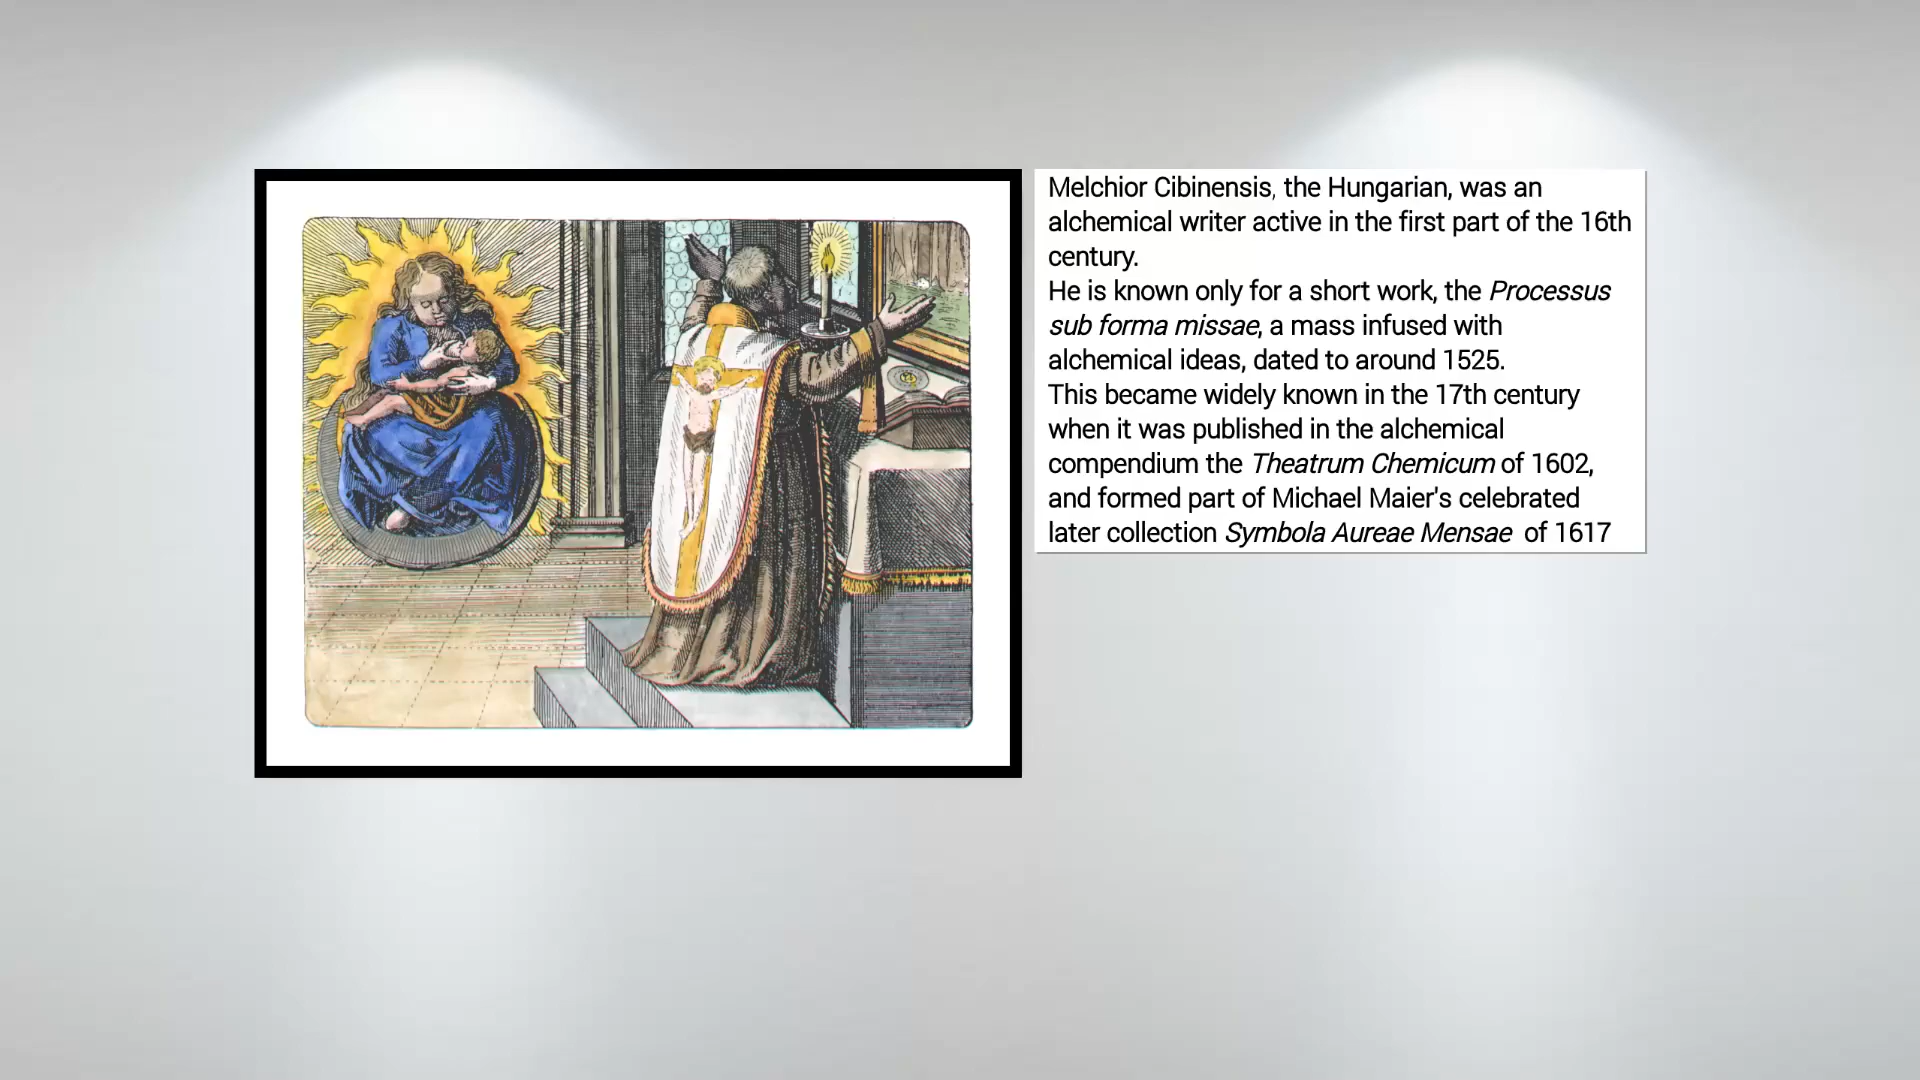 Melchior Cibinensis, the Hungarian, was an
alchemical writer active in the first part of the 16th
century.
He is known only for a short work, the Processus
sub forma missae, a mass infused with
alchemical ideas, dated to around 1525.
This became widely known in the 17th century
when it was published in the alchemical
compendium the Theatrum Chemicum of 1602,
and formed part of Michael Maier's celebrated
later collection Symbola Aureae Mensae of 1617